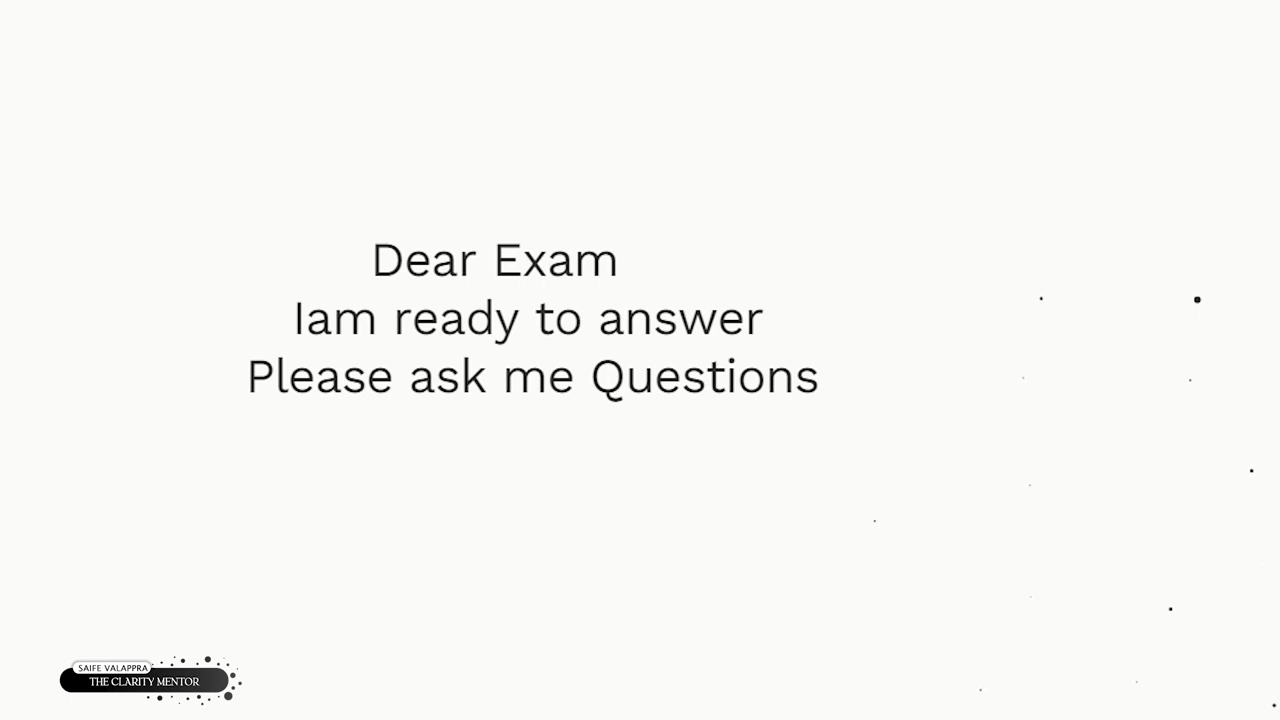 Dear Exam
Iam ready to answer
Please ask me Questions
SAIFE VALAPPRA
THE CLARITY MENTOR